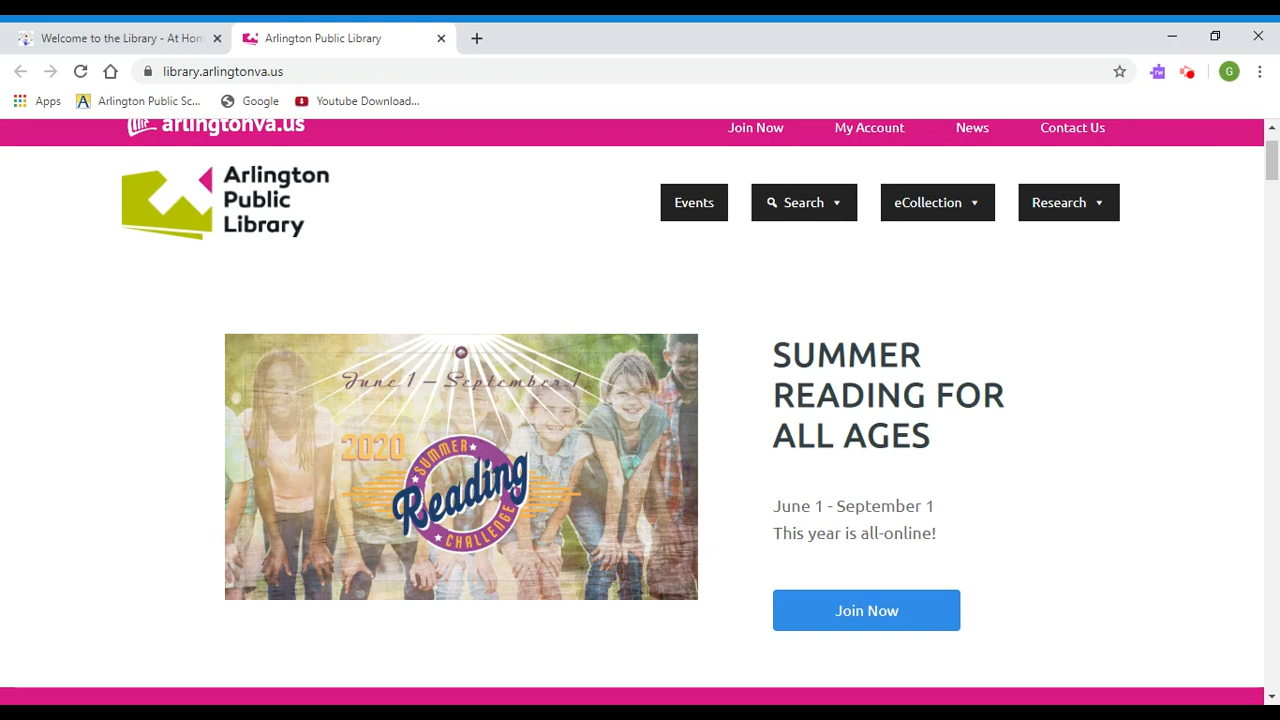 Welcome to the Library - At Hom
Arlington Public Library
library.arlingtonva.us
G
Apps
Arlington Public Sc...
Google
Youtube Download...
arlingtonva.us
Join Now
My Account
News
Contact Us
Arlington
Public
Library
Events
Search
eCollection
Research
June 1 – September 1
2020
SUMMER
Reading
CHALLENGE
SUMMER
READING FOR
ALL AGES
June 1 - September 1
This year is all-online!
Join Now